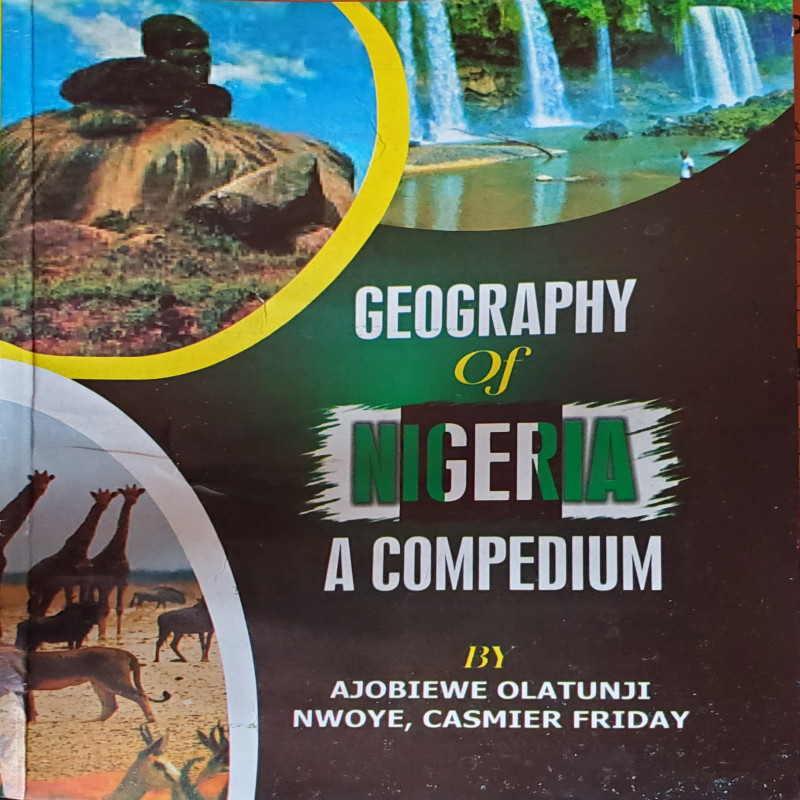 GEOGRAPHY
Of
NIGERIA
A COMPEDIUM
BY
AJOBIEWE OLATUNJI
NWOYE, CASMIER FRIDAY